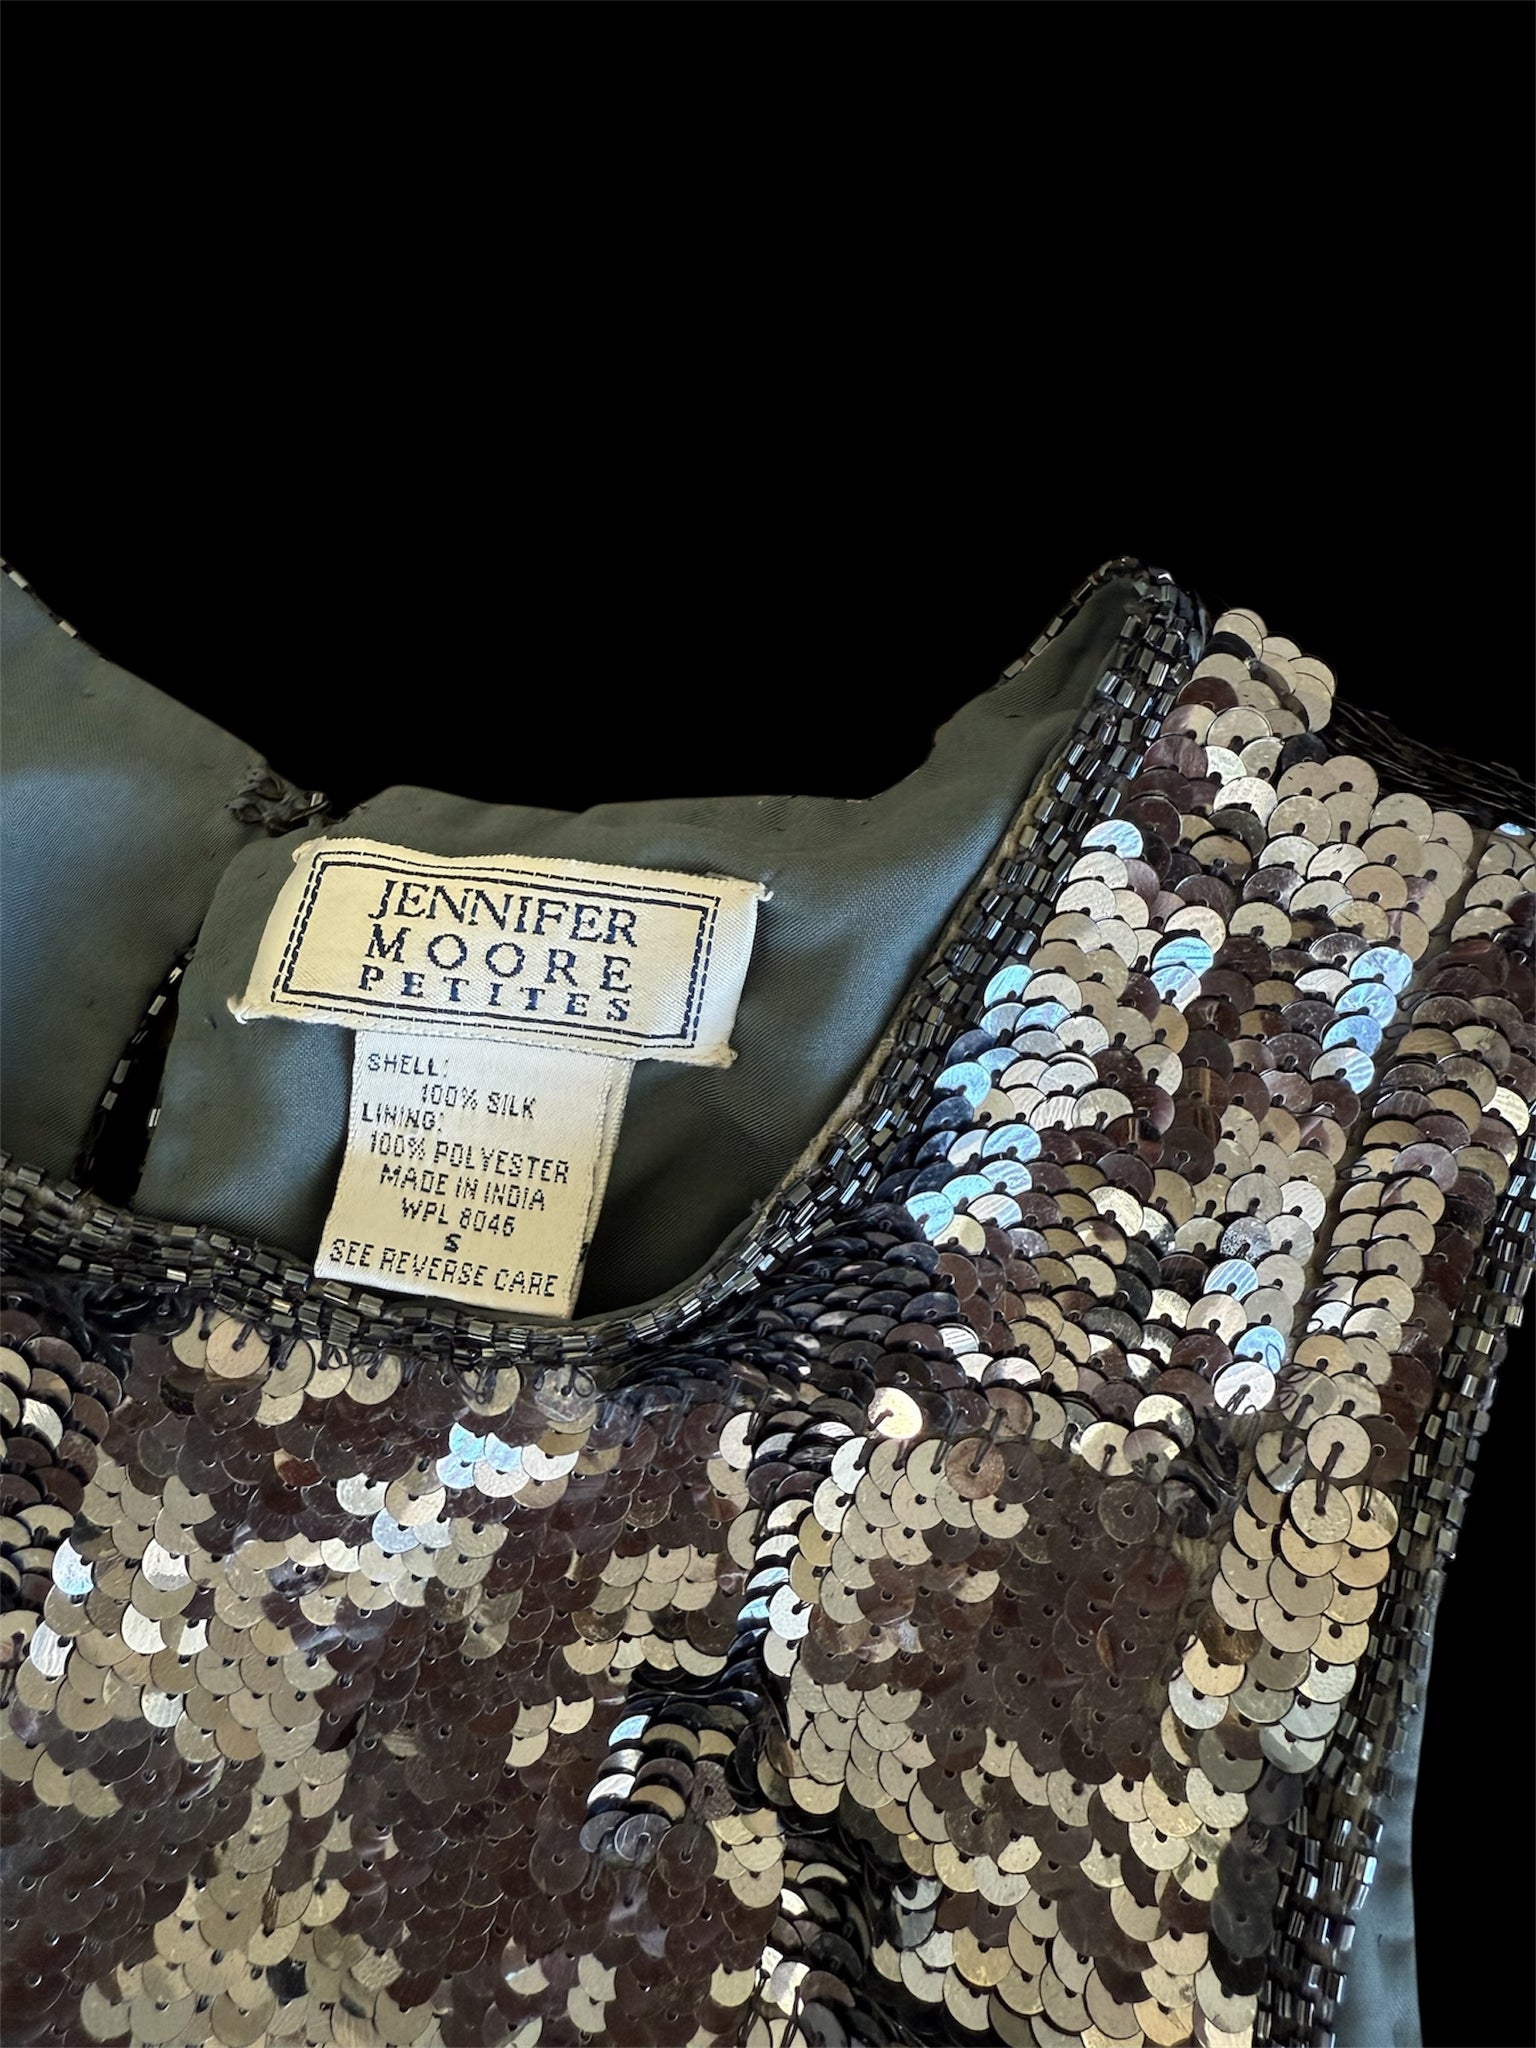 JENNIFER
MOORE
PETITES
SHELL:
100% SILK
LINING:
100% POLYESTER
MADE IN INDIA
WPL 8046
S
SEE REVERSE CARE